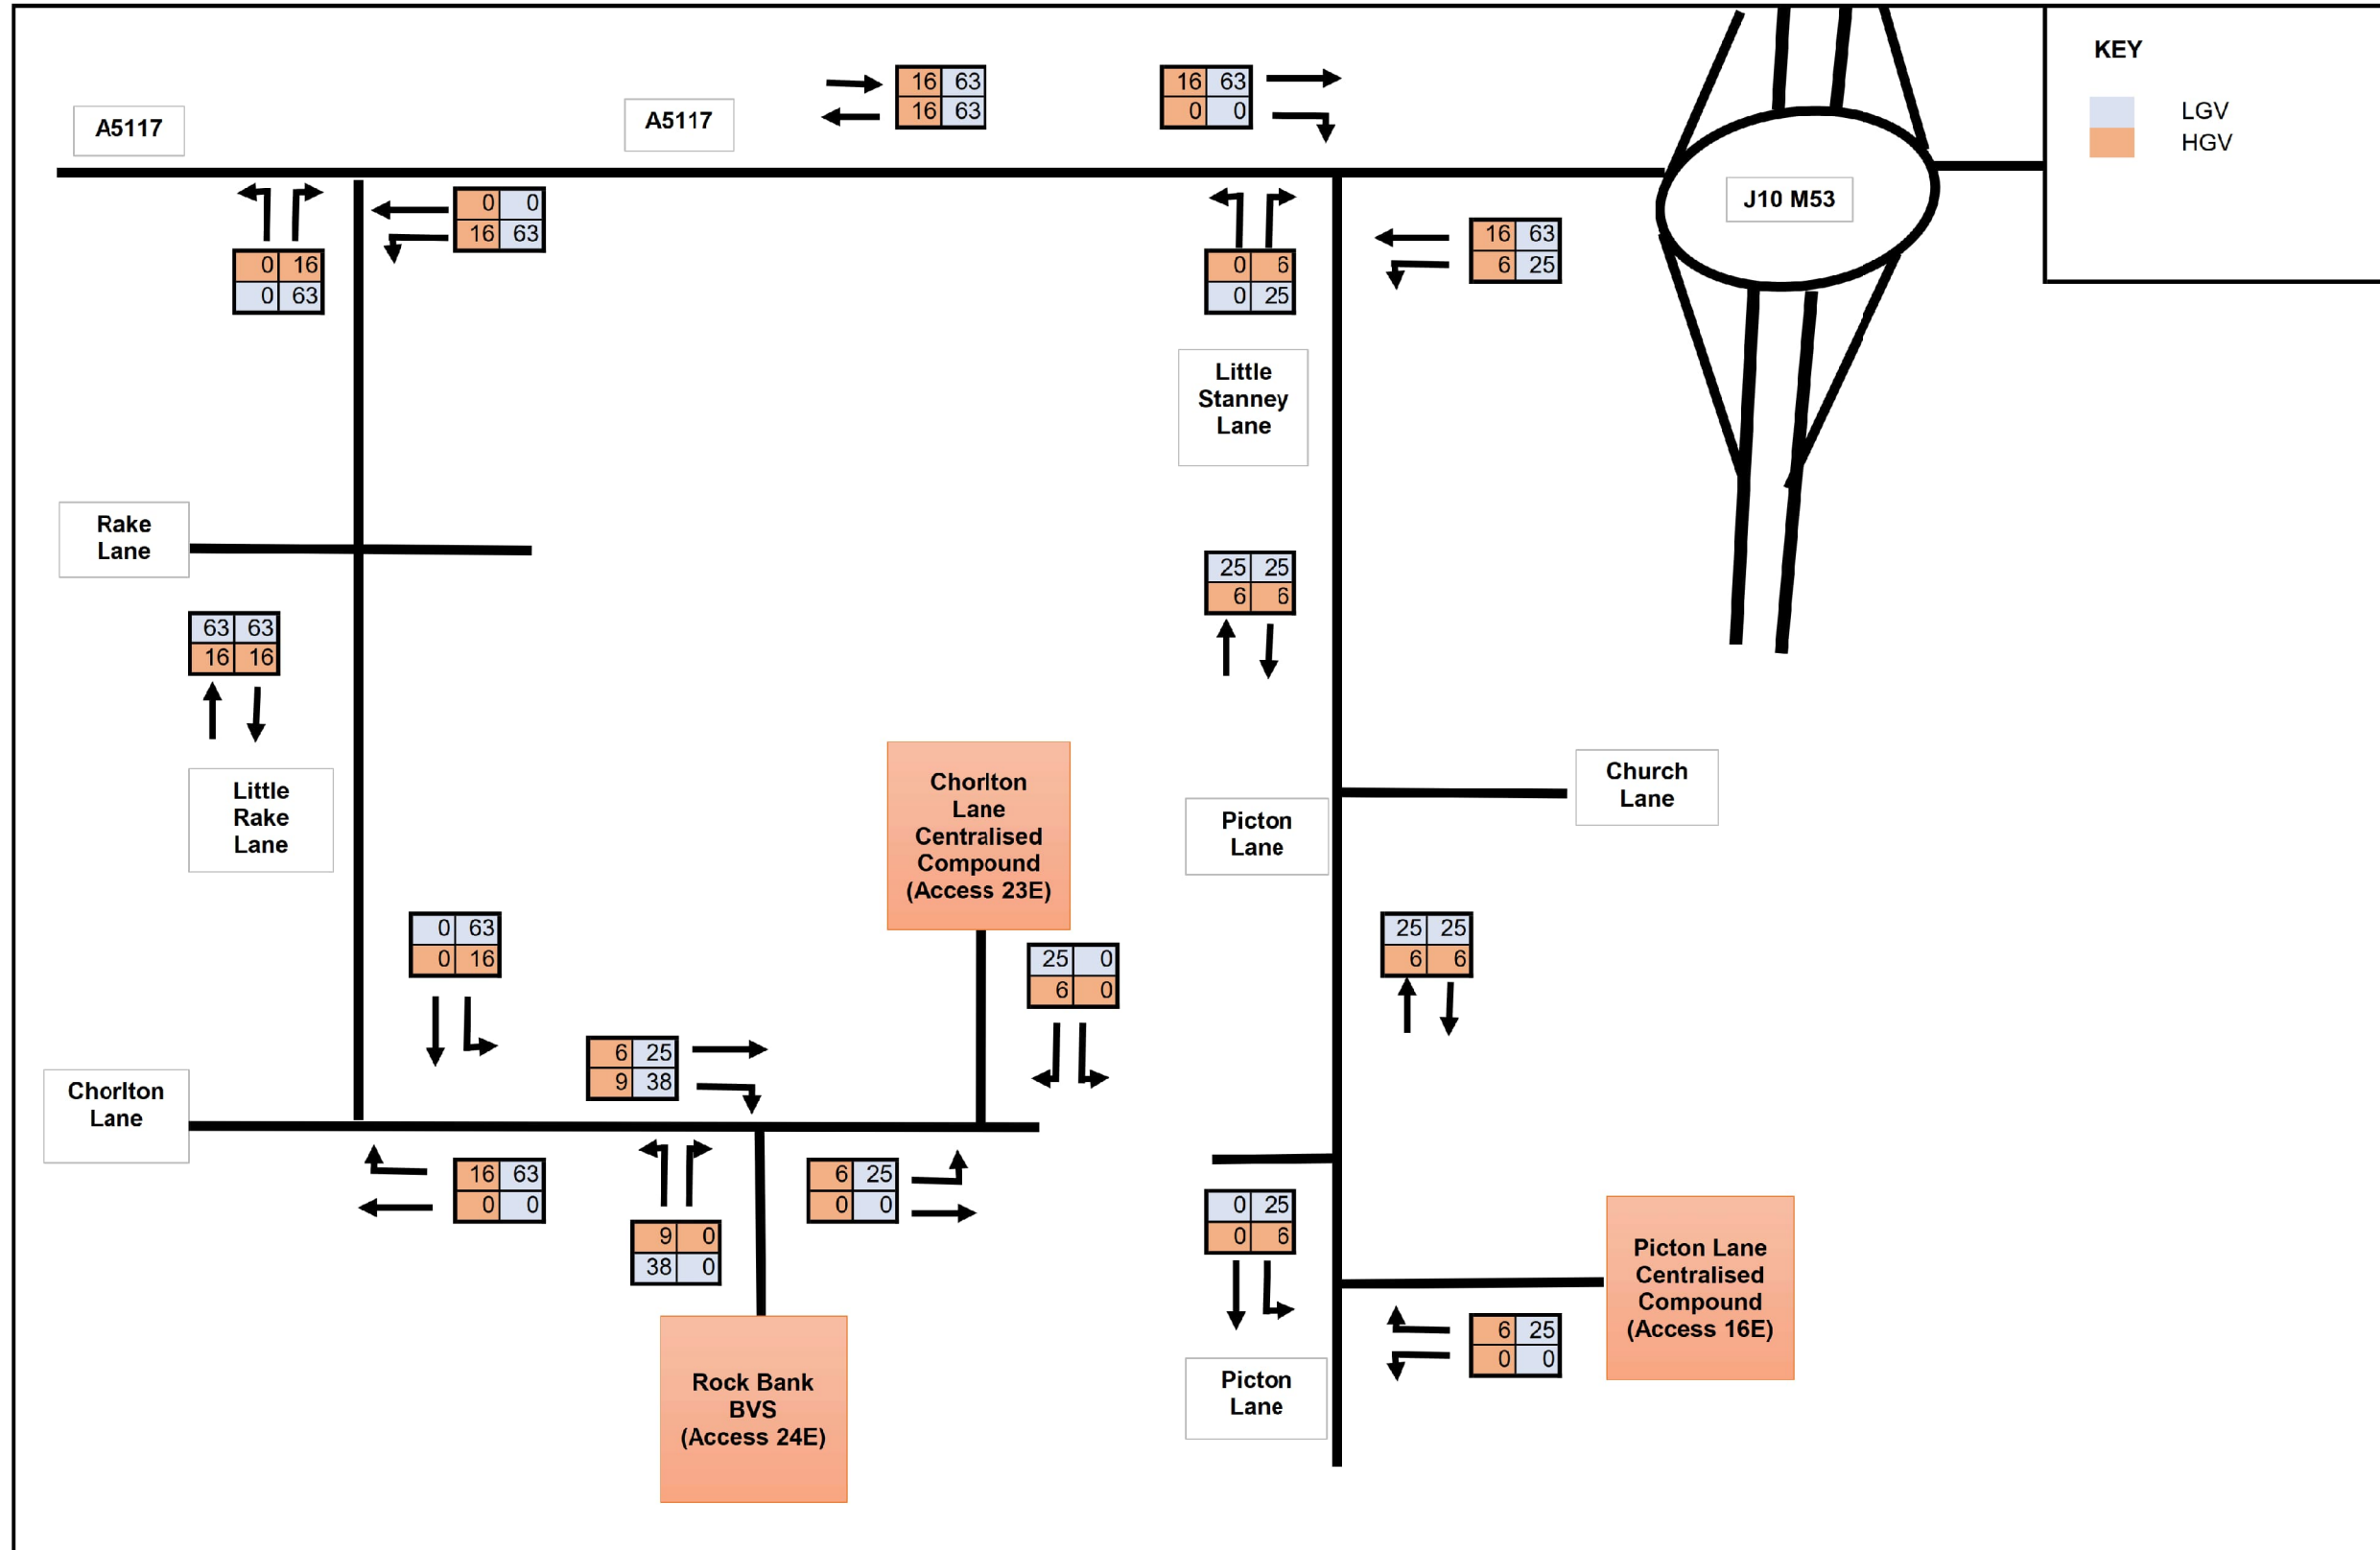 KEY
LGV
HGV
A5117
A5117
16 63
16 63
16 63
0 0
J10 M53
0 0
16 63
0 16
0 63
0 6
0 25
16 63
6 25
Little
Stanney
Lane
Rake
Lane
25 25
6 6
63 63
16 16
Little
Rake
Lane
Chorlton
Lane
Centralised
Compound
(Access 23E)
Picton
Lane
Church
Lane
0 63
0 16
25 0
6 0
25 25
6 6
6 25
9 38
Chorlton
Lane
16 63
0 0
9 0
38 0
6 25
0 0
0 25
0 6
Picton Lane
Centralised
Compound
(Access 16E)
6 25
0 0
Rock Bank
BVS
(Access 24E)
Picton
Lane